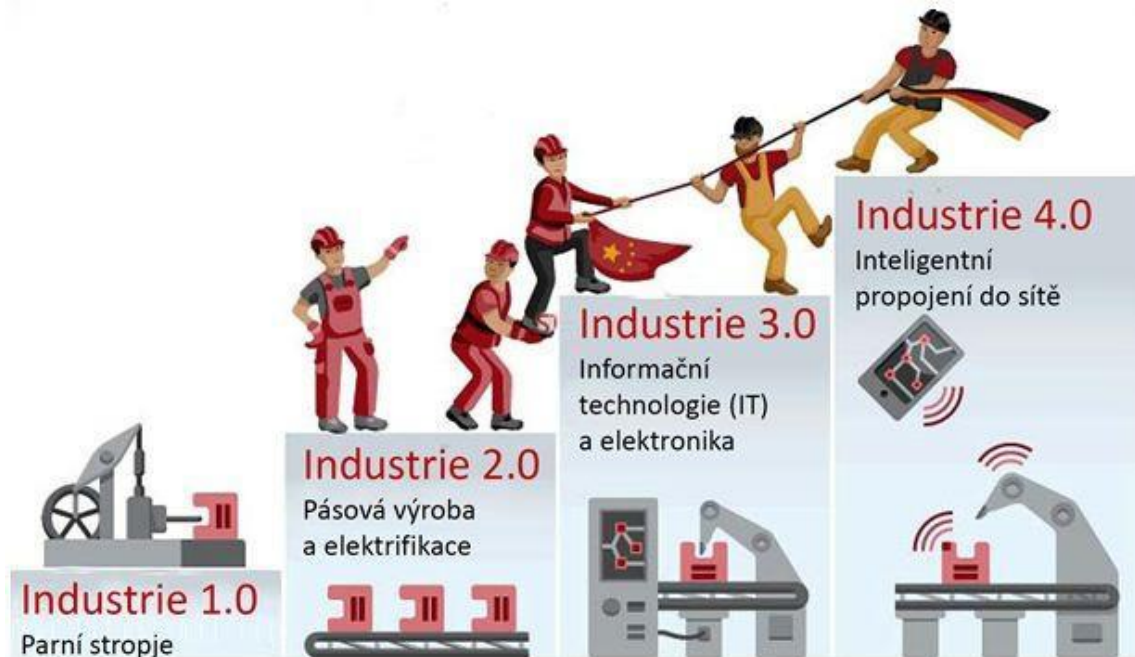 Industrie 1.0
Parní stropje
Industrie 2.0
Pásová výroba
a elektrifikace
Industrie 3.0
Informační
technologie (IT)
a elektronika
Industrie 4.0
Inteligentní
propojení do sítě